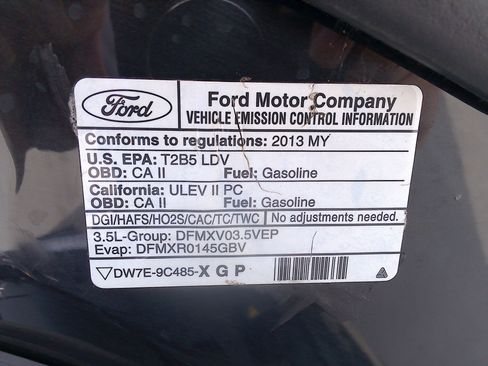 Ford
Ford Motor Company
VEHICLE EMISSION CONTROL INFORMATION
Conforms to regulations: 2013 MY
U.S. EPA: T2B5 LDV
OBD: CA II Fuel: Gasoline
California: ULEV II PC
OBD: CA II Fuel: Gasoline
DGI/HAFS/HO2S/CAC/TC/TWC No adjustments needed.
3.5L-Group: DFMXV03.5VEP
Evap: DFMXR0145GBV
DW7E-9C485-X G P